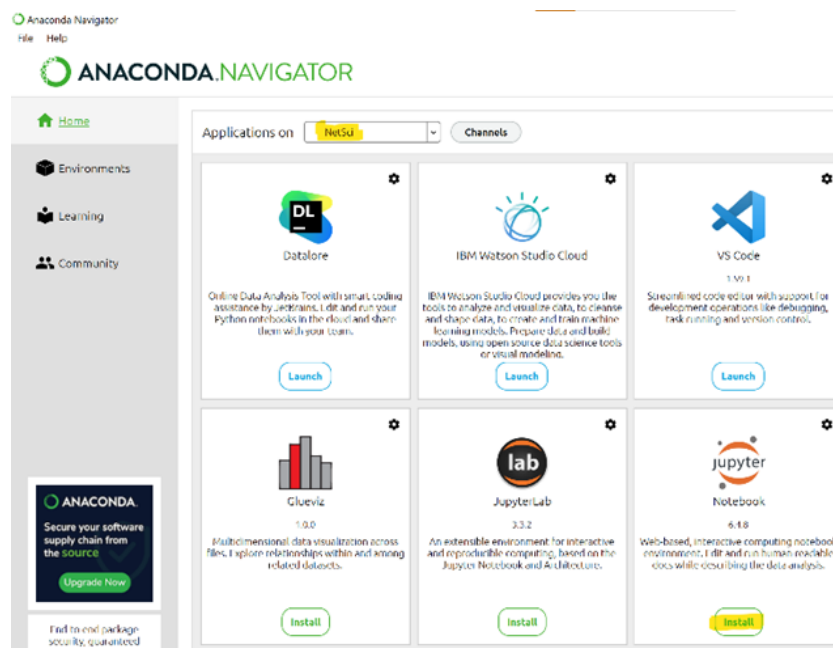 Anaconda Navigator
File Help
ANACONDA.NAVIGATOR
Home
Environments
Learning
Community
Applications on NetSci Channels
DL
Datalore
Online Data Analysis Tool with smart coding
assistance by JetBrains. Edit and run your
Python notebooks in the cloud and share
them with your team.
Launch
IBM Watson Studio Cloud
IBM Watson Studio Cloud provides you the
tools to analyze and visualize data, to cleanse
and shape data, to create and train machine
learning models. Prepare data and build
models, using open source data science tools
or visual modeling.
Launch
VS Code
Streamlined code editor with support for
development operations like debugging,
task running and version control.
Launch
Glueviz
1.0.0
Multidimensional data visualization across
files. Explore relationships within and among
related datasets.
Install
lab
JupyterLab
3.3.2
An extensible environment for interactive
and reproducible computing, based on the
Jupyter Notebook and Architecture.
Install
jupyter
Notebook
6.4.8
Web-based, interactive computing notebook
environment. Edit and run human-readable
docs while describing the data analysis.
Install
ANACONDA.
Secure your software
supply chain from
the source
Upgrade Now
End to end package
security, guaranteed